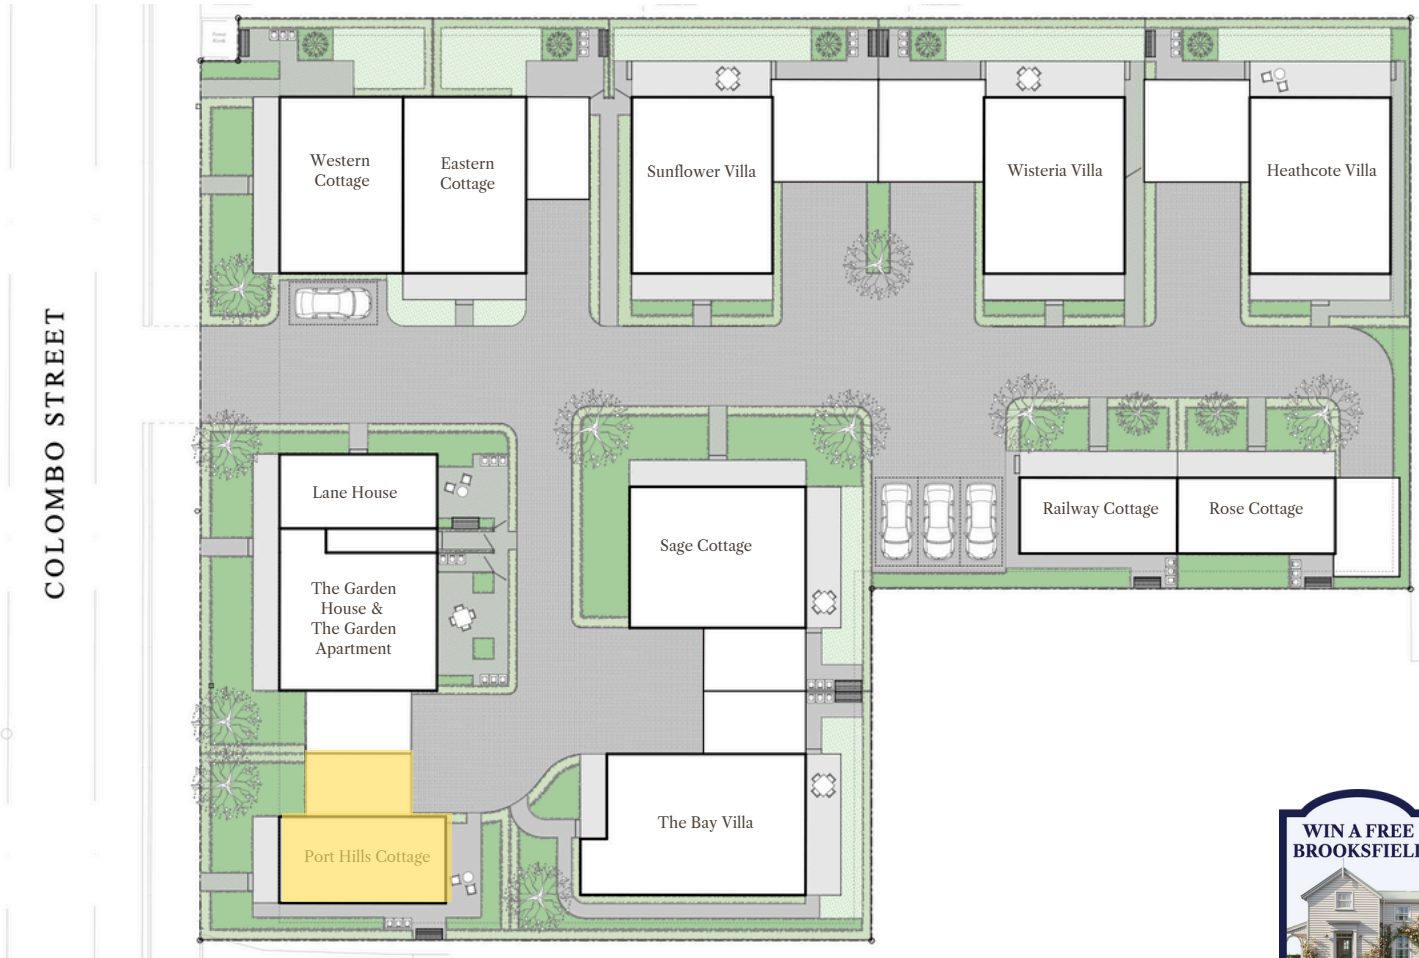 COLOMBO STREET
Western
Cottage
Eastern
Cottage
Sunflower Villa
Wisteria Villa
Heathcote Villa
Lane House
The Garden
House &
The Garden
Apartment
Sage Cottage
Railway Cottage
Rose Cottage
Port Hills Cottage
The Bay Villa
WIN A FREE
BROOKSFIEL